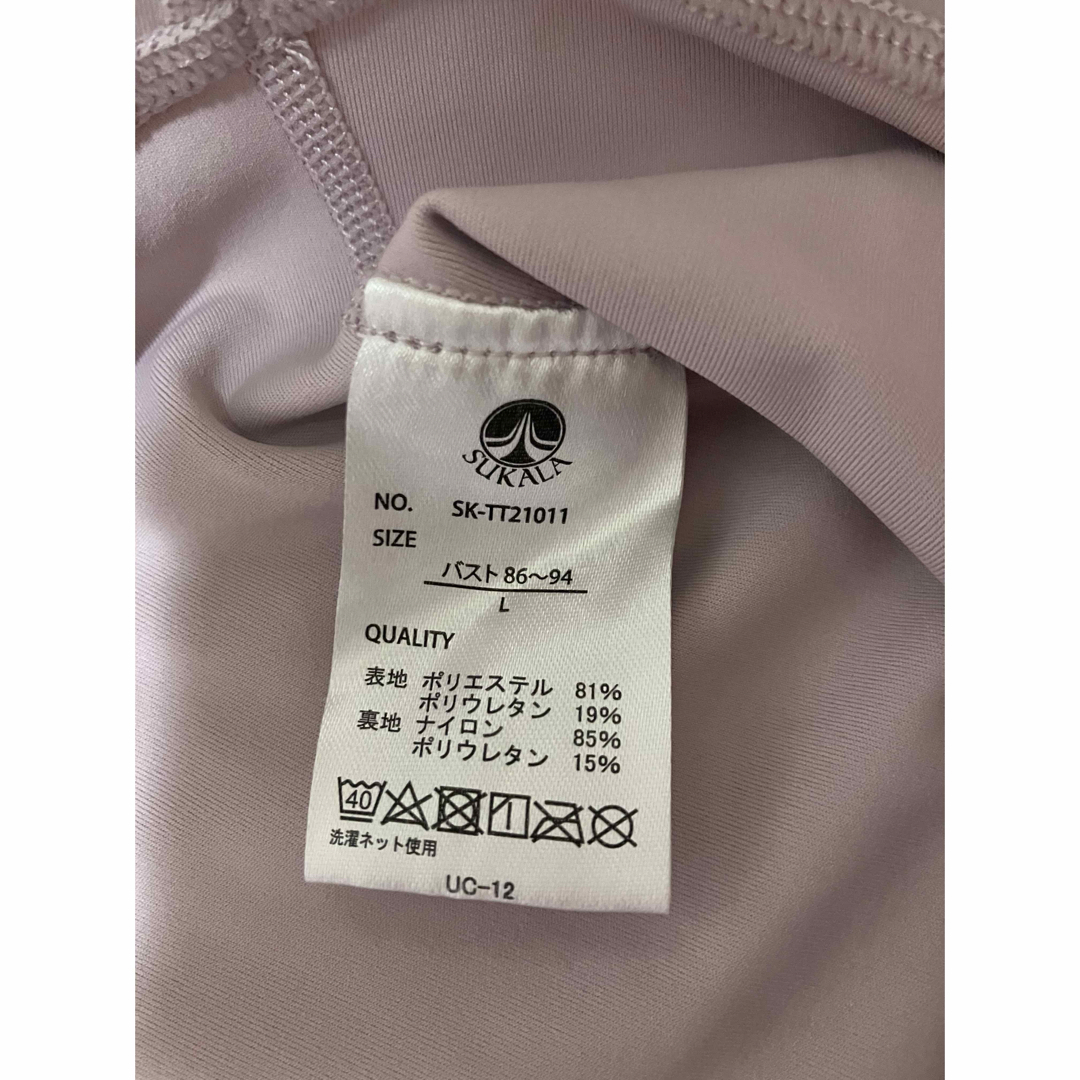 SUKALA
NO. SK-TT21011
SIZE
バスト 86～94
L
QUALITY
表地 ポリエステル 81%
ポリウレタン 19%
裏地 ナイロン 85%
ポリウレタン 15%
40
洗濯ネット使用
UC-12